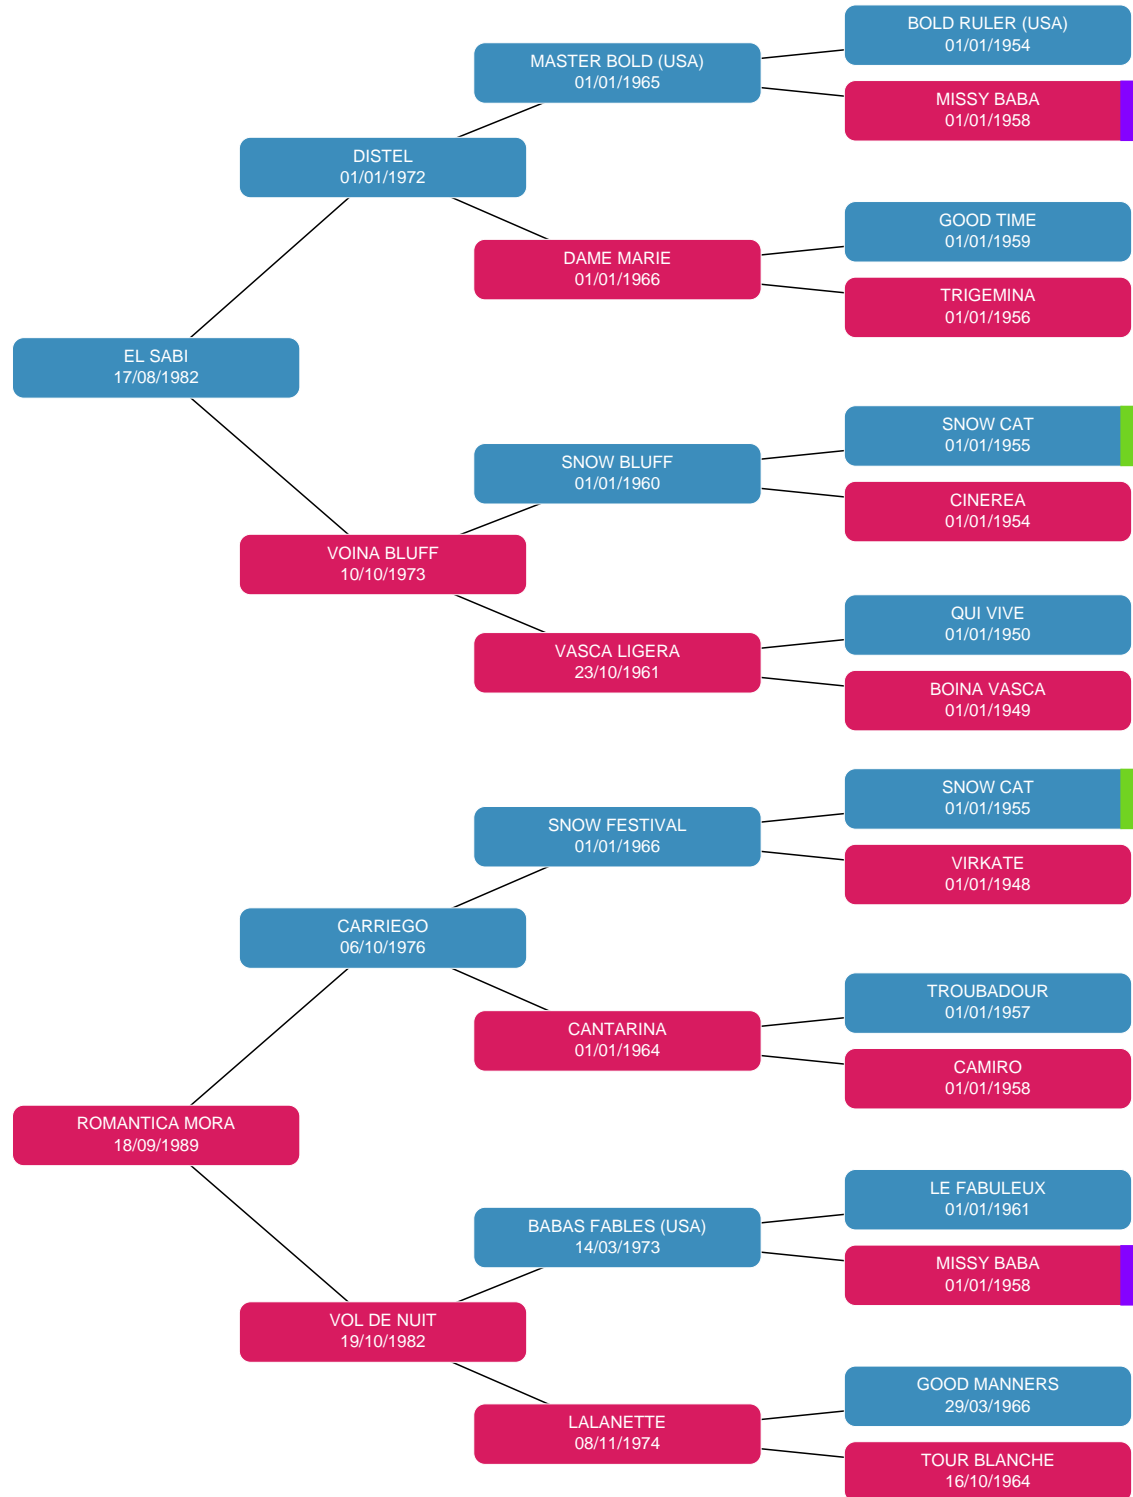 BOLD RULER (USA)
01/01/1954
MASTER BOLD (USA)
01/01/1965
MISSY BABA
01/01/1958
DISTEL
01/01/1972
GOOD TIME
01/01/1959
DAME MARIE
01/01/1966
TRIGEMINA
01/01/1956
EL SABI
17/08/1982
SNOW CAT
01/01/1955
SNOW BLUFF
01/01/1960
CINEREA
01/01/1954
VOINA BLUFF
10/10/1973
QUI VIVE
01/01/1950
VASCA LIGERA
23/10/1961
BOINA VASCA
01/01/1949
SNOW CAT
01/01/1955
SNOW FESTIVAL
01/01/1966
VIRKATE
01/01/1948
CARRIEGO
06/10/1976
TROUBADOUR
01/01/1957
CANTARINA
01/01/1964
CAMIRO
01/01/1958
ROMANTICA MORA
18/09/1989
LE FABULEUX
01/01/1961
BABAS FABLES (USA)
14/03/1973
MISSY BABA
01/01/1958
VOL DE NUIT
19/10/1982
GOOD MANNERS
29/03/1966
LALANETTE
08/11/1974
TOUR BLANCHE
16/10/1964